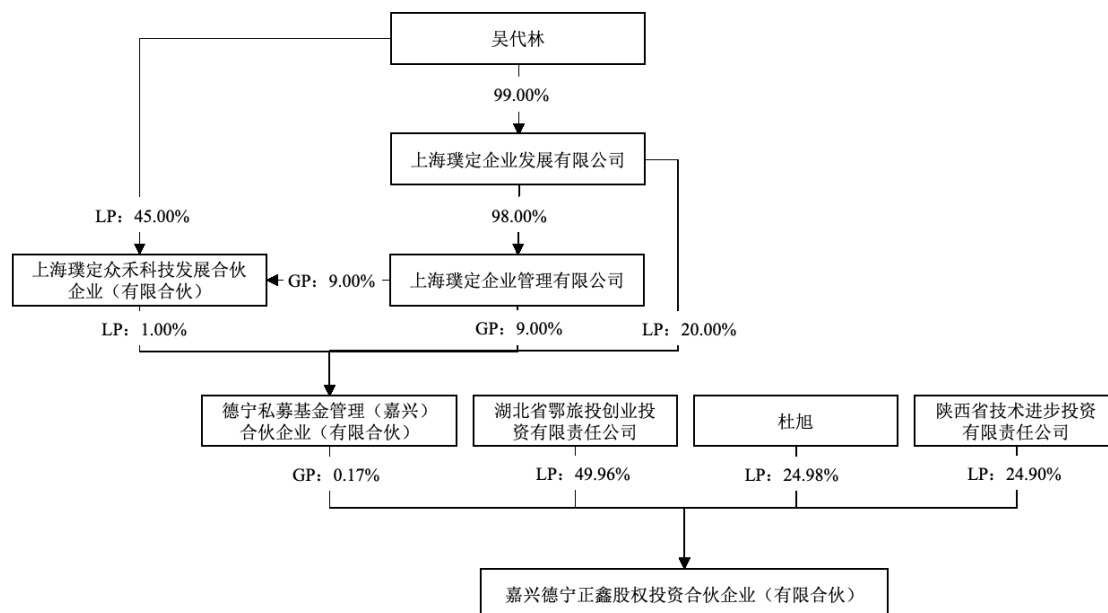 吴代林
99.00%
上海璞定企业发展有限公司
LP：45.00%
98.00%
上海璞定众禾科技发展合伙
企业（有限合伙）
GP：9.00%
上海璞定企业管理有限公司
LP：1.00%
GP：9.00%
LP：20.00%
德宁私募基金管理（嘉兴）
合伙企业（有限合伙）
湖北省鄂旅投创业投
资有限责任公司
杜旭
陕西省技术进步投资
有限责任公司
GP：0.17%
LP：49.96%
LP：24.98%
LP：24.90%
嘉兴德宁正鑫股权投资合伙企业（有限合伙）